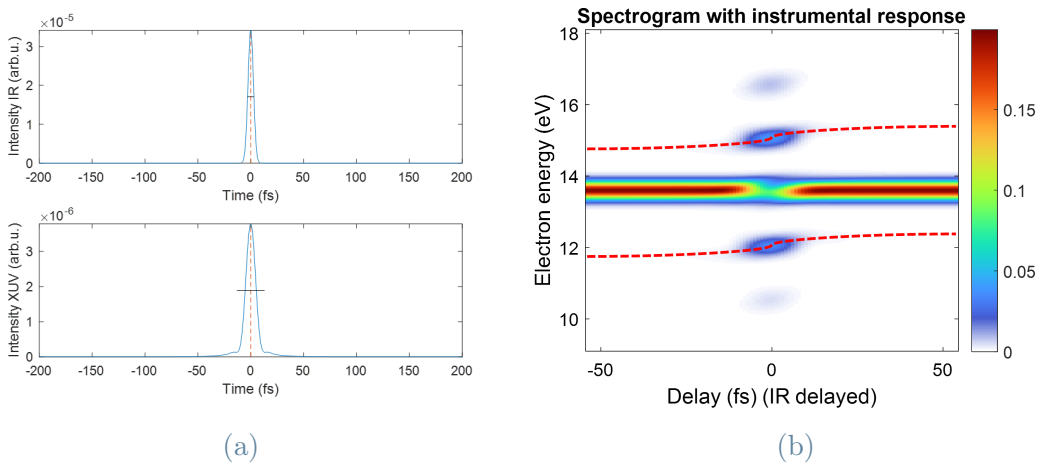 ×10⁻⁵
Intensity IR (arb.u.)
3
2
1
0
-200 -150 -100 -50 0 50 100 150 200
Time (fs)
×10⁻⁶
Intensity XUV (arb.u.)
3
2
1
0
-200 -150 -100 -50 0 50 100 150 200
Time (fs)
(a)
Spectrogram with instrumental response
Electron energy (eV)
18
16
14
12
10
-50 0 50
Delay (fs) (IR delayed)
0.15
0.1
0.05
0
(b)